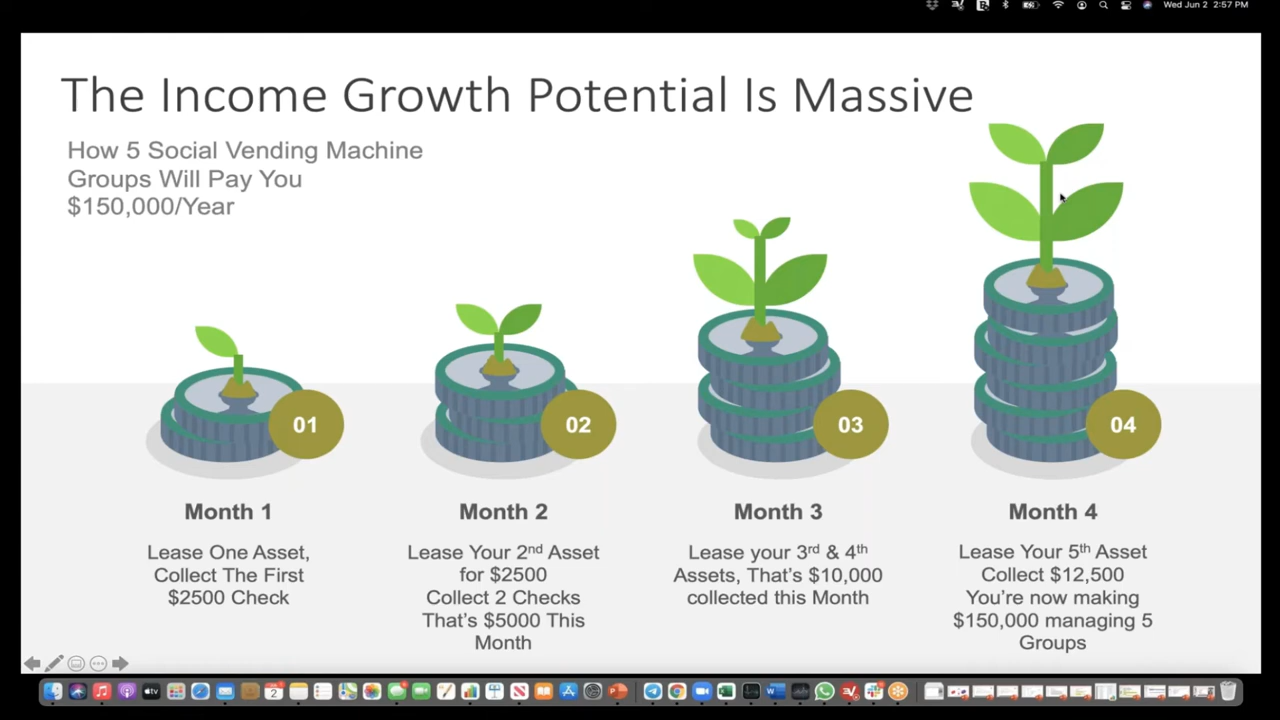 Wed Jun 2 2:57 PM
The Income Growth Potential Is Massive
How 5 Social Vending Machine
Groups Will Pay You
$150,000/Year
01
02
03
04
Month 1
Lease One Asset,
Collect The First
$2500 Check
Month 2
Lease Your 2nd Asset
for $2500
Collect 2 Checks
That's $5000 This
Month
Month 3
Lease your 3rd & 4th
Assets, That's $10,000
collected this Month
Month 4
Lease Your 5th Asset
Collect $12,500
You're now making
$150,000 managing 5
Groups